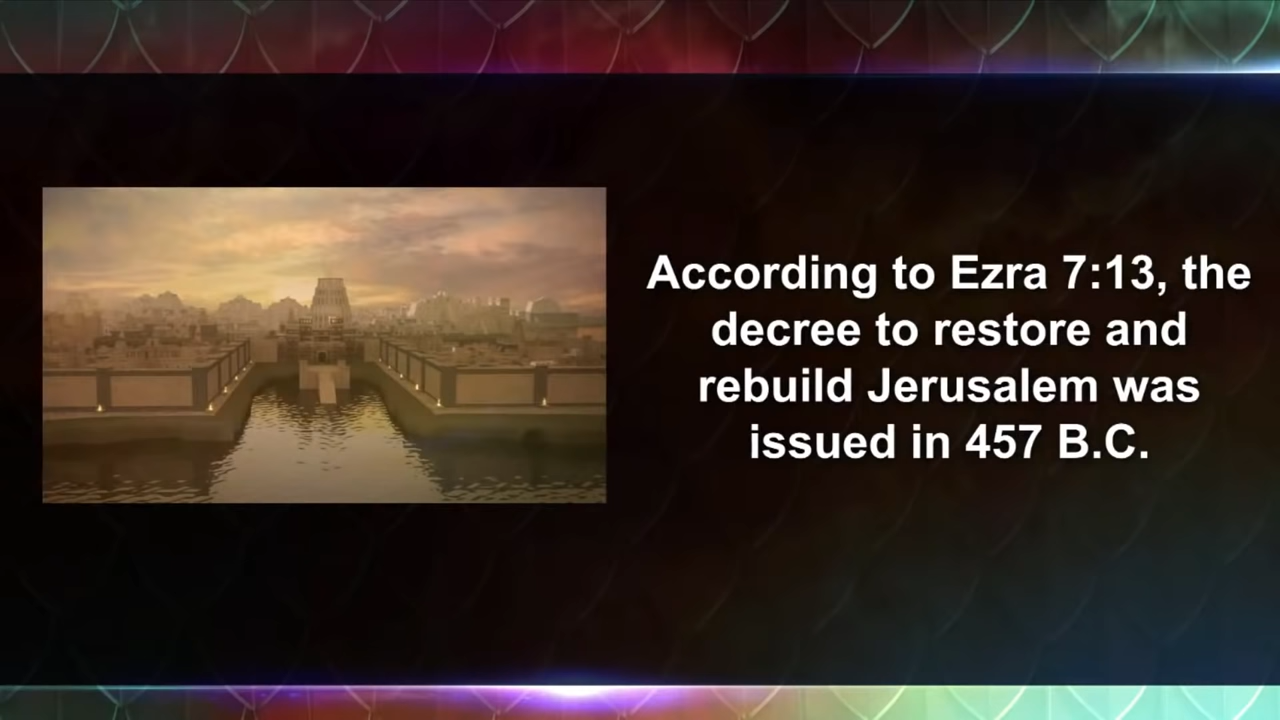 According to Ezra 7:13, the
decree to restore and
rebuild Jerusalem was
issued in 457 B.C.